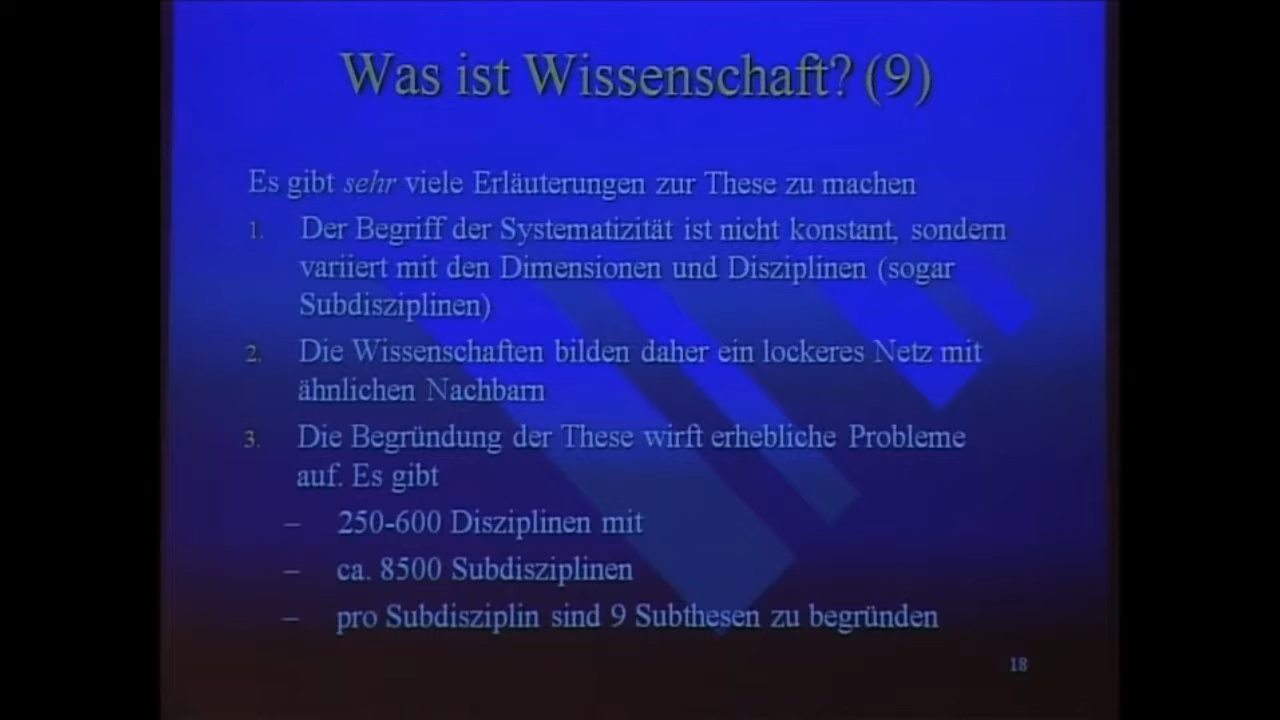 Was ist Wissenschaft? (9)
Es gibt sehr viele Erläuterungen zur These zu machen
1. Der Begriff der Systematizität ist nicht konstant, sondern
variiert mit den Dimensionen und Disziplinen (sogar
Subdisziplinen)
2. Die Wissenschaften bilden daher ein lockeres Netz mit
ähnlichen Nachbarn
3. Die Begründung der These wirft erhebliche Probleme
auf. Es gibt
– 250-600 Disziplinen mit
– ca. 8500 Subdisziplinen
– pro Subdisziplin sind 9 Subthesen zu begründen
18